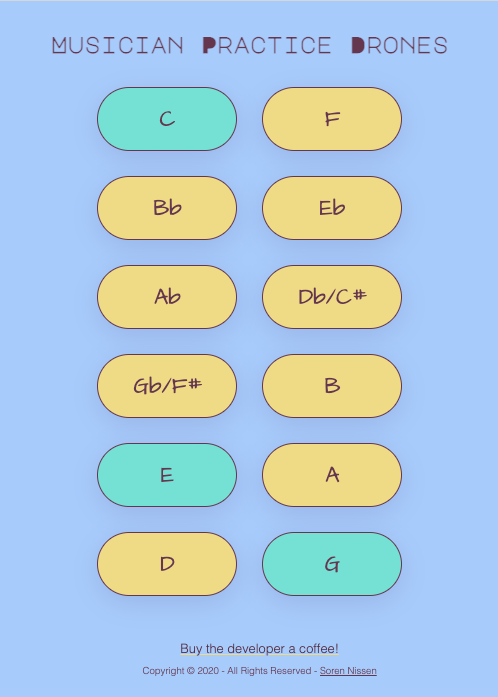 Musician Practice Drones
C F
Bb Eb
Ab Db/C#
Gb/F# B
E A
D G
Buy the developer a coffee!
Copyright © 2020 - All Rights Reserved - Soren Nissen